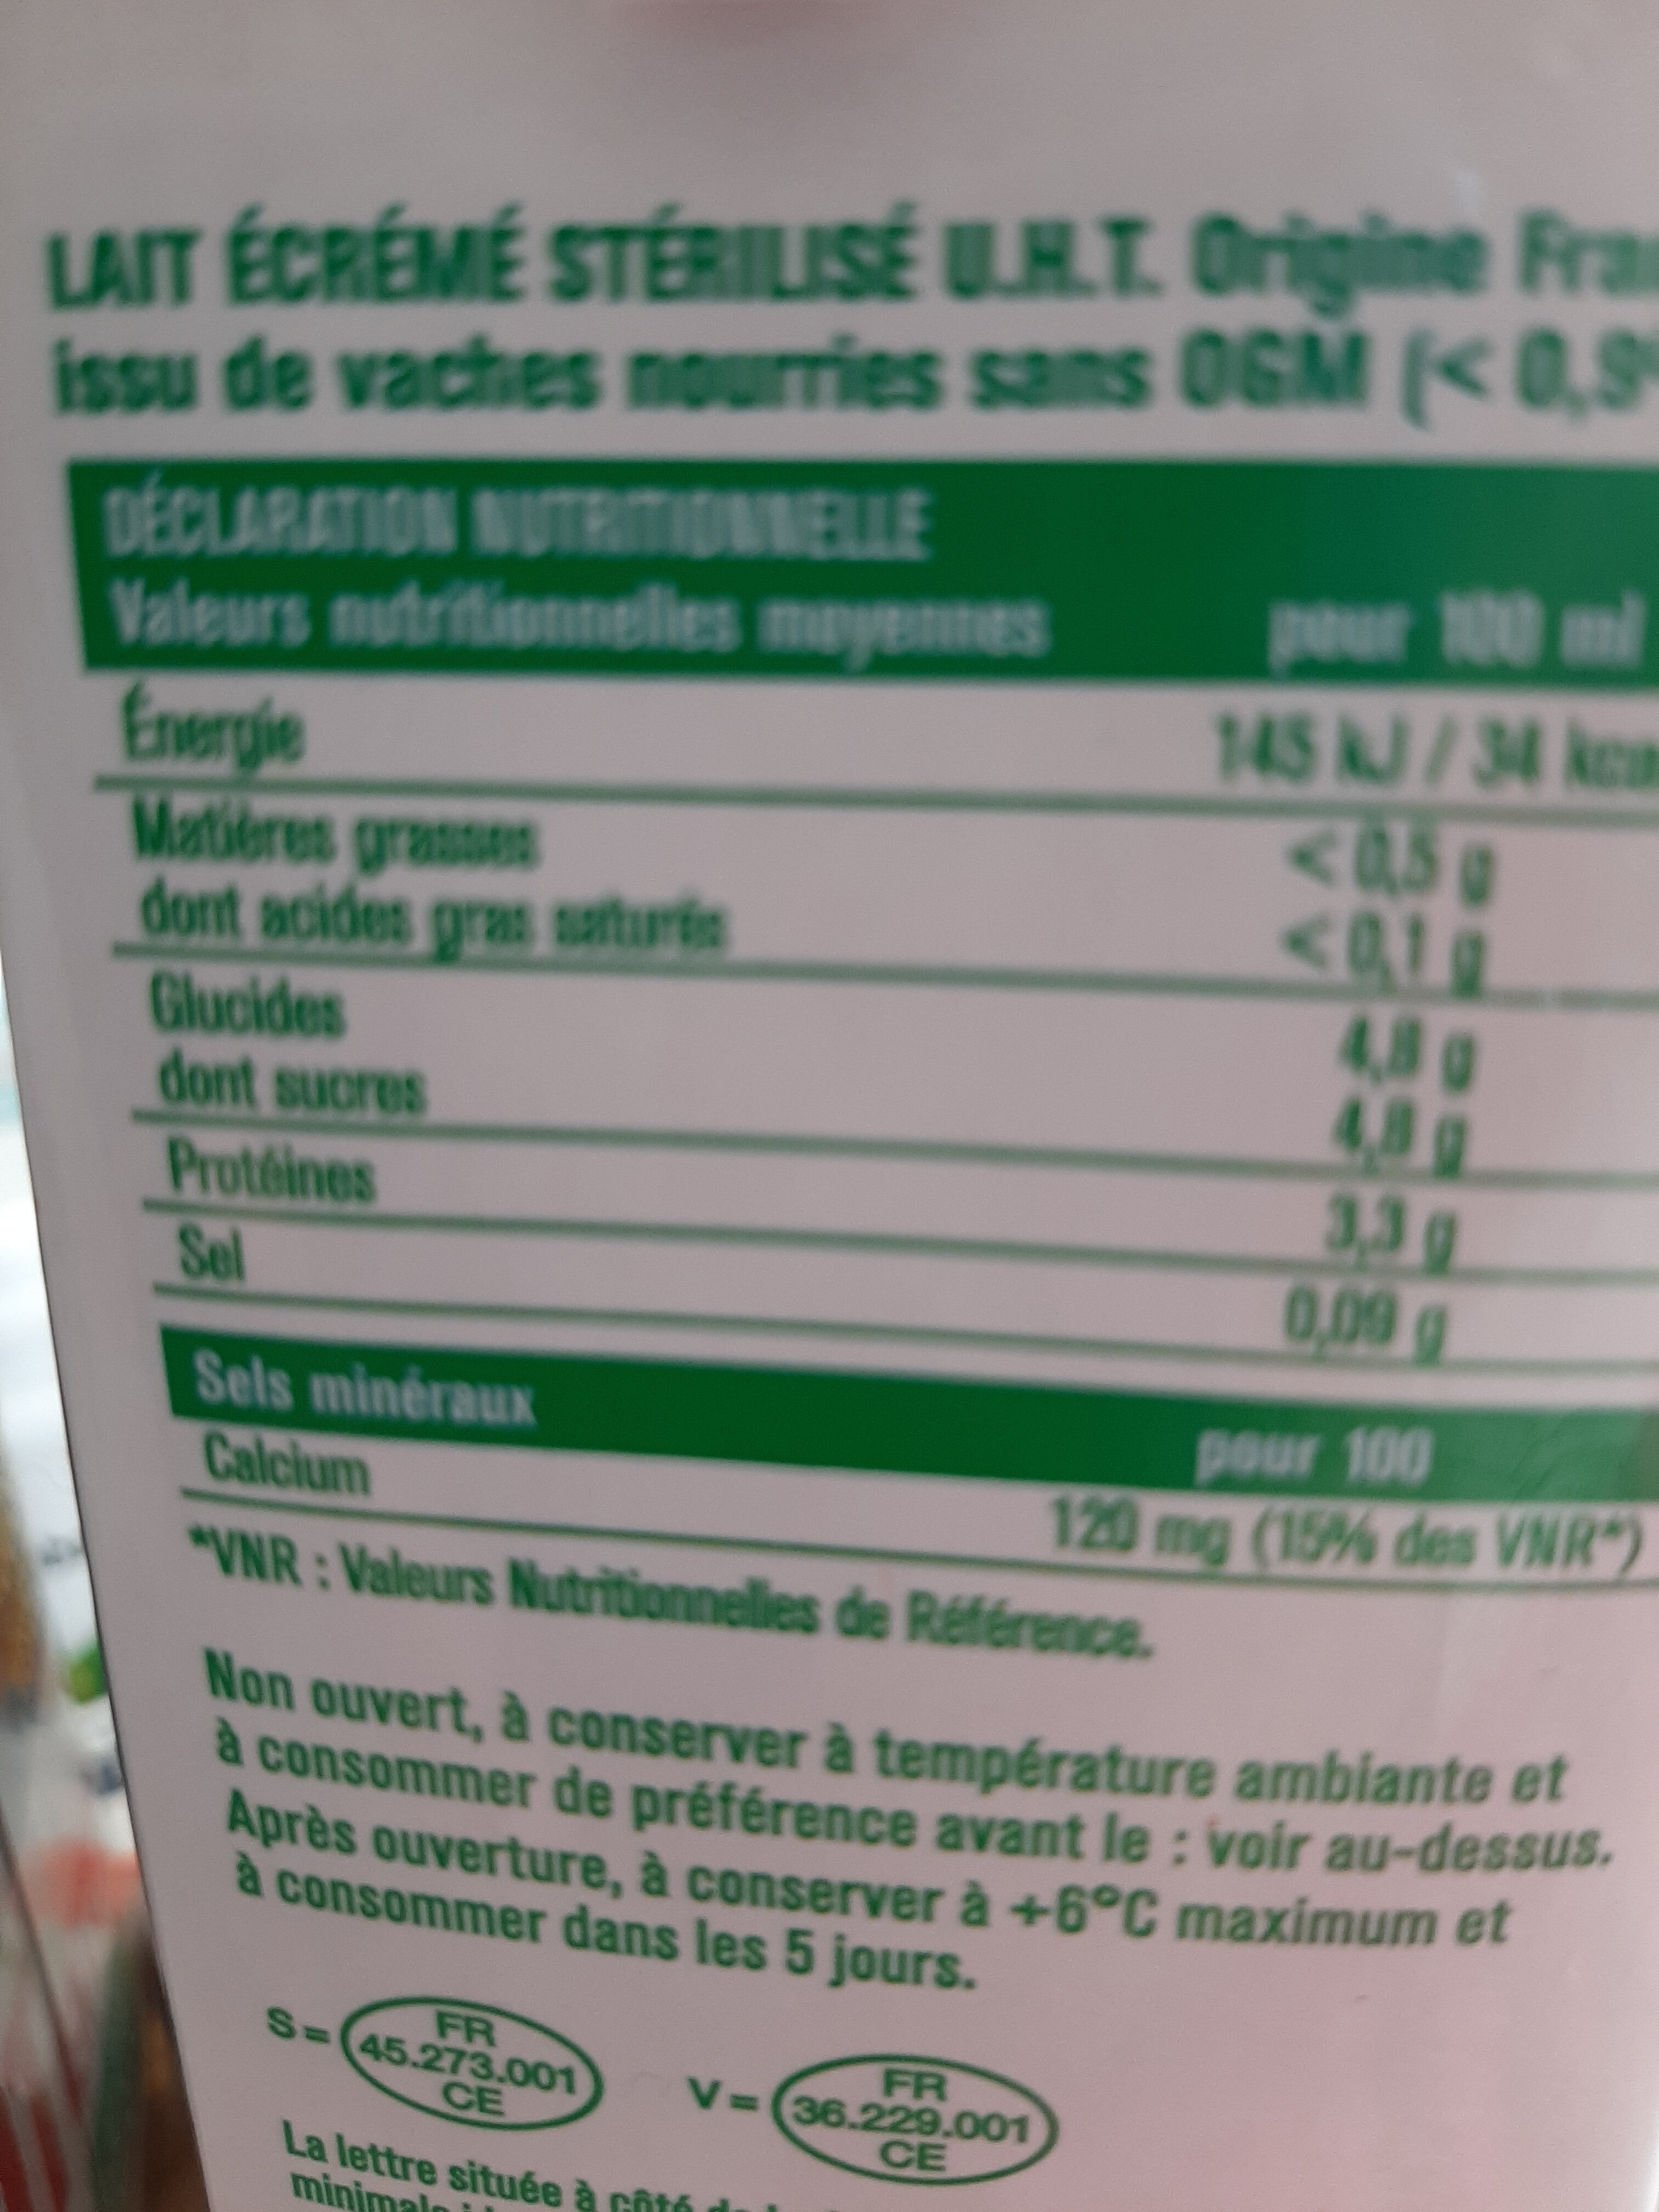 LAIT ÉCRÉMÉ STÉRILISÉ U.H.T. Origine Fra
issu de vaches nourries sans OGM (< 0,9
DÉCLARATION NUTRITIONNELLE
Valeurs nutritionnelles moyennes pour 100 ml
Énergie 145 kJ / 34 kca
Matières grasses < 0,5 g
dont acides gras saturés < 0,1 g
Glucides 4,8 g
dont sucres 4,8 g
Protéines 3,3 g
Sel 0,09 g
Sels minéraux pour 100
Calcium 120 mg (15% des VNR*)
*VNR : Valeurs Nutritionnelles de Référence.
Non ouvert, à conserver à température ambiante et
à consommer de préférence avant le : voir au-dessus.
Après ouverture, à conserver à +6°C maximum et
à consommer dans les 5 jours.
S = FR 45.273.001 CE
V = FR 36.229.001 CE
La lettre située à côté